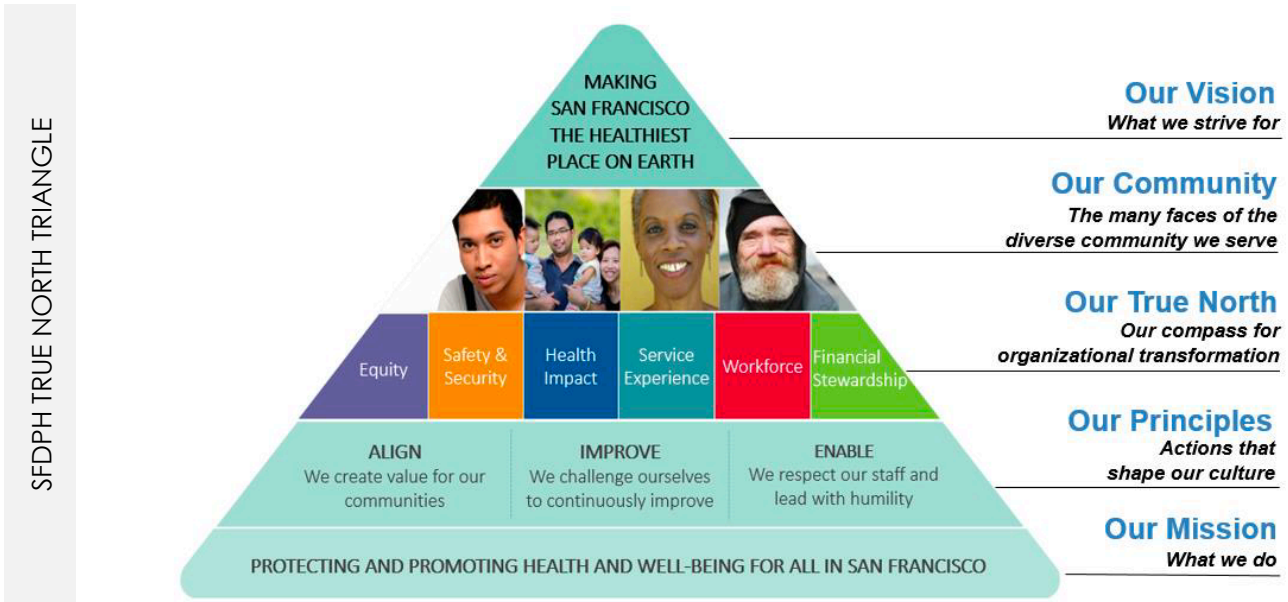 SFDPH TRUE NORTH TRIANGLE
MAKING
SAN FRANCISCO
THE HEALTHIEST
PLACE ON EARTH
Our Vision
What we strive for
Our Community
The many faces of the
diverse community we serve
Equity
Safety &
Security
Health
Impact
Service
Experience
Workforce
Financial
Stewardship
Our True North
Our compass for
organizational transformation
ALIGN
We create value for our
communities
IMPROVE
We challenge ourselves
to continuously improve
ENABLE
We respect our staff and
lead with humility
Our Principles
Actions that
shape our culture
PROTECTING AND PROMOTING HEALTH AND WELL-BEING FOR ALL IN SAN FRANCISCO
Our Mission
What we do